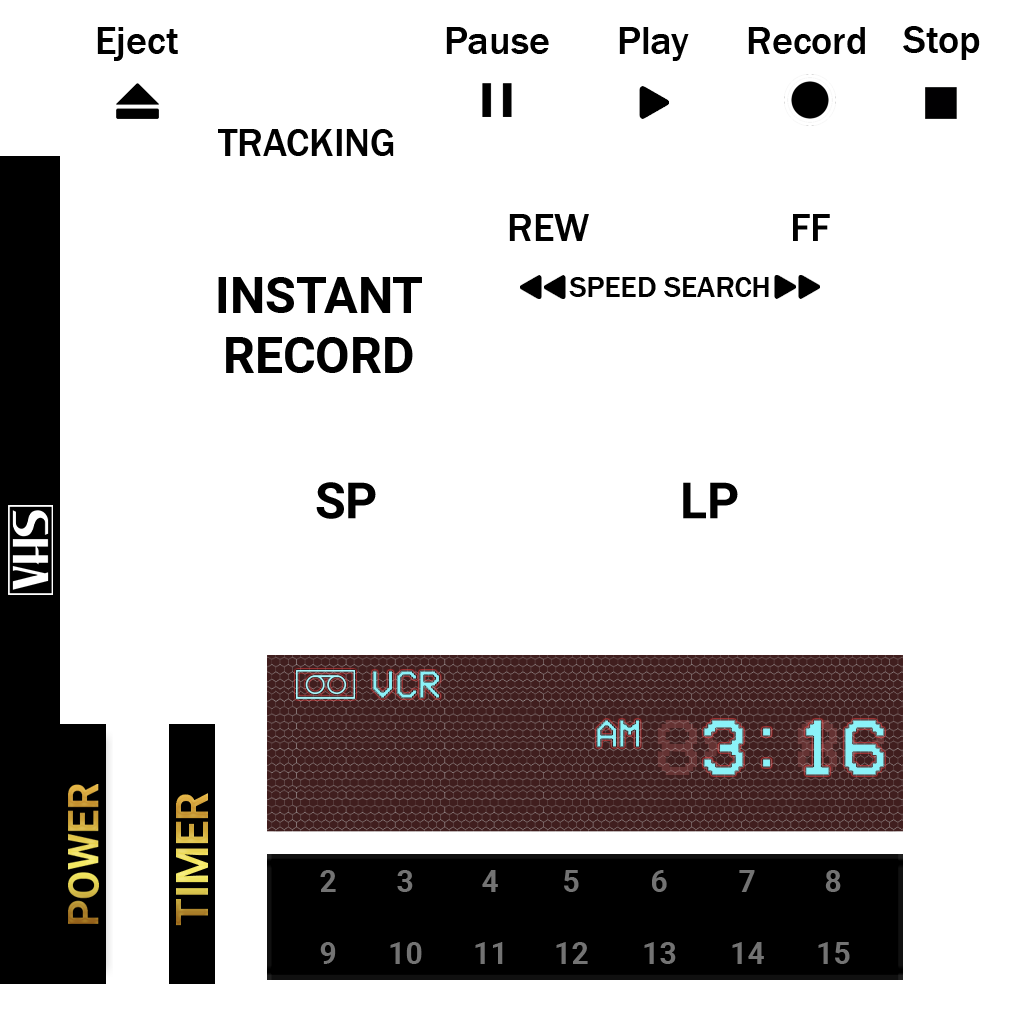 Eject Pause Play Record Stop
TRACKING
REW FF
SPEED SEARCH
INSTANT
RECORD
SP LP
VHS
VCR
AM 3:16
POWER
TIMER
2 3 4 5 6 7 8
9 10 11 12 13 14 15